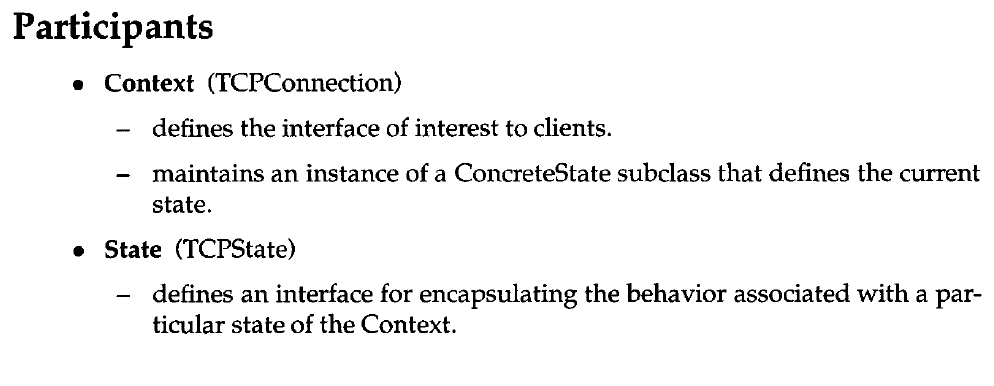 Participants
• Context (TCPConnection)
– defines the interface of interest to clients.
– maintains an instance of a ConcreteState subclass that defines the current
state.
• State (TCPState)
– defines an interface for encapsulating the behavior associated with a par-
ticular state of the Context.